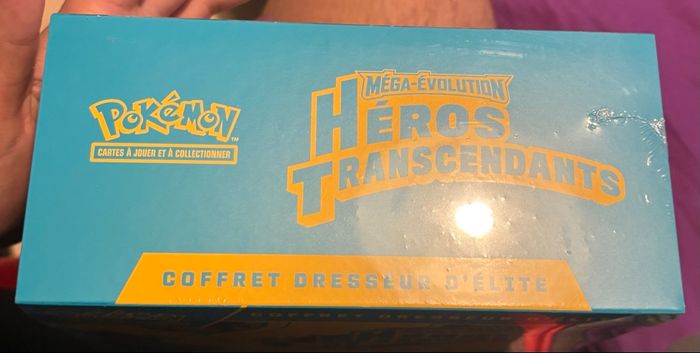 POKÉMON
CARTES À JOUER ET À COLLECTIONNER
MÉGA-ÉVOLUTION
HÉROS
TRANSCENDANTS
COFFRET DRESSEUR D'ÉLITE